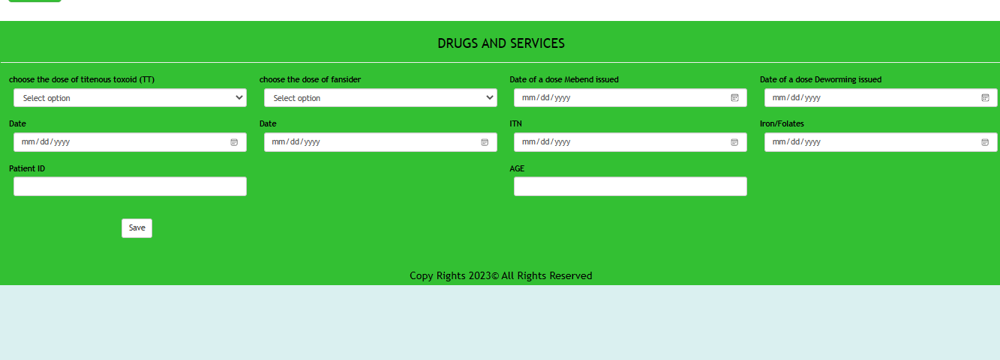 DRUGS AND SERVICES
choose the dose of titenous toxoid (TT) choose the dose of fansider Date of a dose Mebend issued Date of a dose Deworming issued
Select option Select option mm/dd/yyyy mm/dd/yyyy
Date Date ITN Iron/Folates
mm/dd/yyyy mm/dd/yyyy mm/dd/yyyy mm/dd/yyyy
Patient ID AGE
Save
Copy Rights 2023© All Rights Reserved